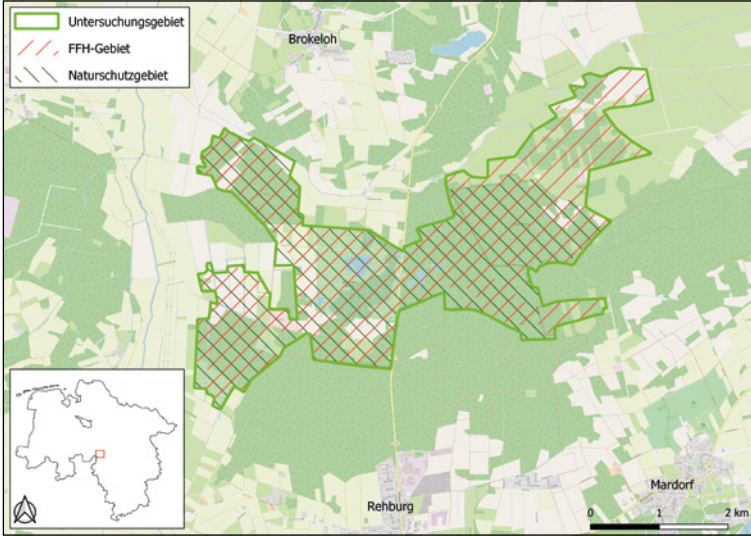 Untersuchungsgebiet
FFH-Gebiet
Naturschutzgebiet
Brokeloh
Mardorf
Rehburg
0 1 2 km